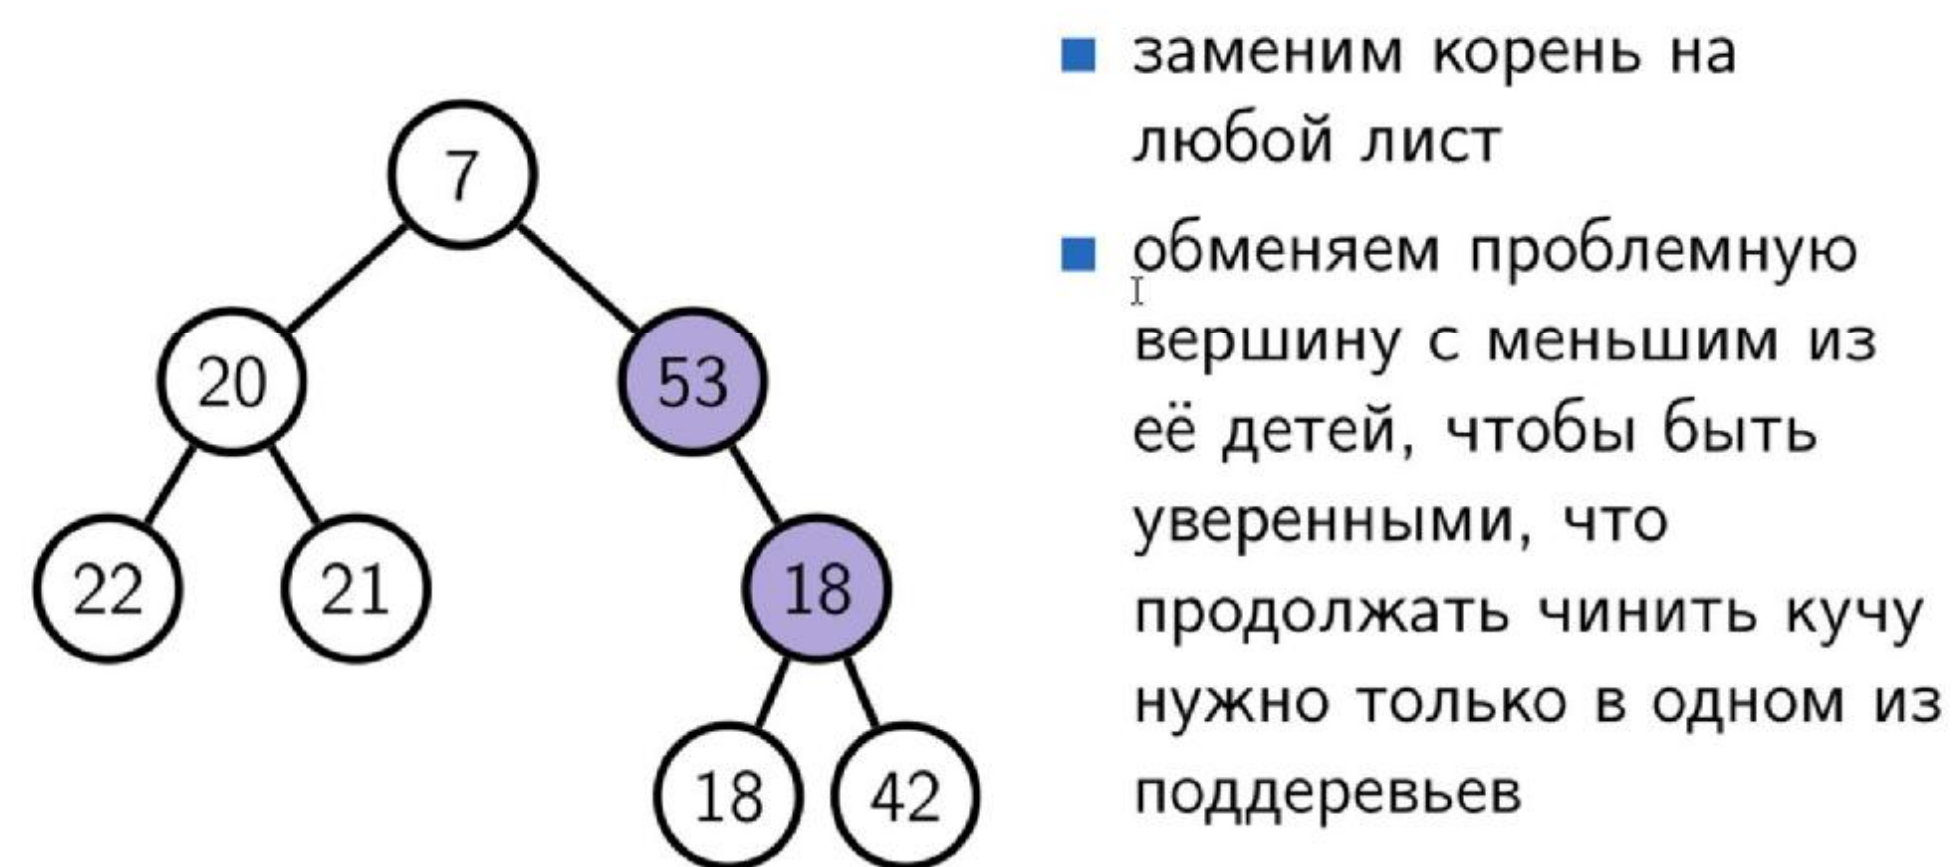 7
20
53
22
21
18
18
42
заменим корень на
любой лист
обменяем проблемную
вершину с меньшим из
её детей, чтобы быть
уверенными, что
продолжать чинить кучу
нужно только в одном из
поддеревьев